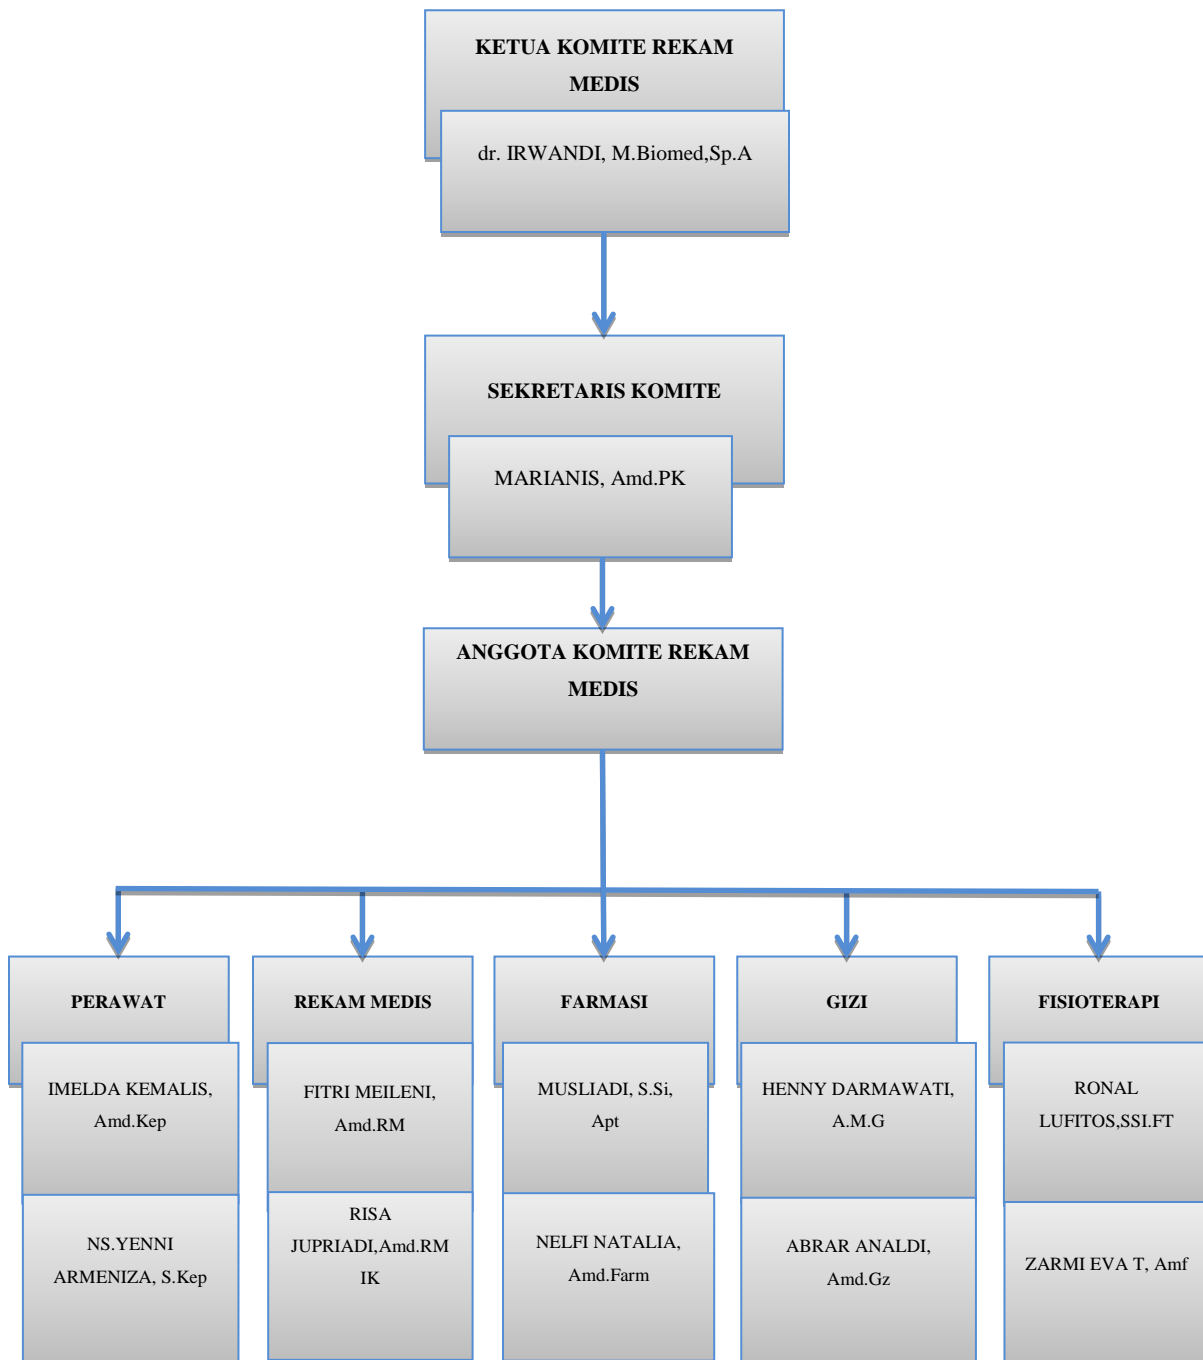 KETUA KOMITE REKAM
MEDIS
dr. IRWANDI, M.Biomed,Sp.A
SEKRETARIS KOMITE
MARIANIS, Amd.PK
ANGGOTA KOMITE REKAM
MEDIS
PERAWAT
IMELDA KEMALIS,
Amd.Kep
NS.YENNI
ARMENIZA, S.Kep
REKAM MEDIS
FITRI MEILENI,
Amd.RM
RISA
JUPRIADI,Amd.RM
IK
FARMASI
MUSLIADI, S.Si,
Apt
NELFI NATALIA,
Amd.Farm
GIZI
HENNY DARMAWATI,
A.M.G
ABRAR ANALDI,
Amd.Gz
FISIOTERAPI
RONAL
LUFITOS,SSI.FT
ZARMI EVA T, Amf